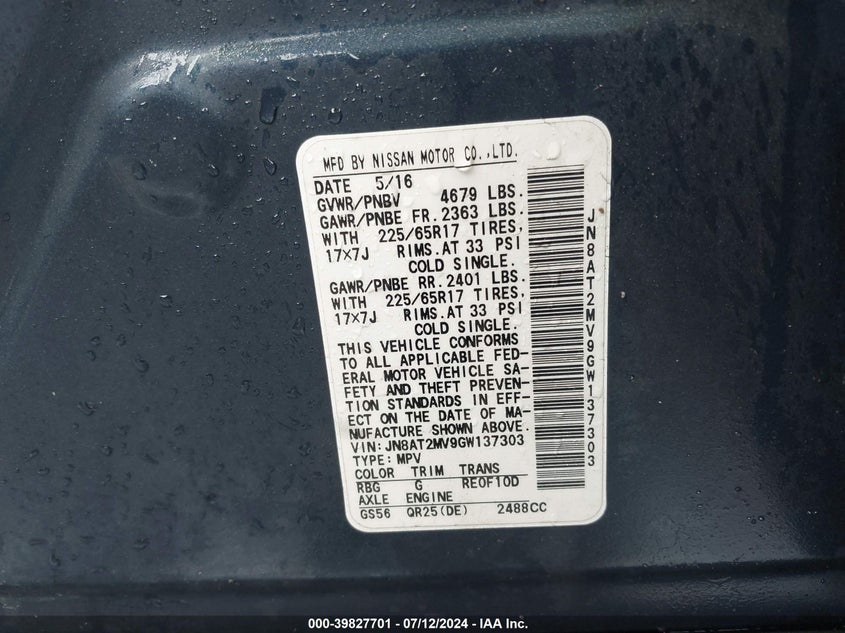 MFD BY NISSAN MOTOR CO.,LTD.
DATE 5/16
GVWR/PNBV 4679 LBS.
GAWR/PNBE FR. 2363 LBS.
WITH 225/65R17 TIRES,
17×7J RIMS.AT 33 PSI
COLD SINGLE.
GAWR/PNBE RR. 2401 LBS.
WITH 225/65R17 TIRES,
17×7J RIMS.AT 33 PSI
COLD SINGLE.
THIS VEHICLE CONFORMS
TO ALL APPLICABLE FED-
ERAL MOTOR VEHICLE SA-
FETY AND THEFT PREVEN-
TION STANDARDS IN EFF-
ECT ON THE DATE OF MA-
NUFACTURE SHOWN ABOVE.
VIN: JN8AT2MV9GW137303
TYPE: MPV
COLOR TRIM TRANS
RBG G RE0F10D
AXLE ENGINE
GS56 QR25(DE) 2488CC
JN8AT2MV9GW137303
000-39827701 - 07/12/2024 - IAA Inc.